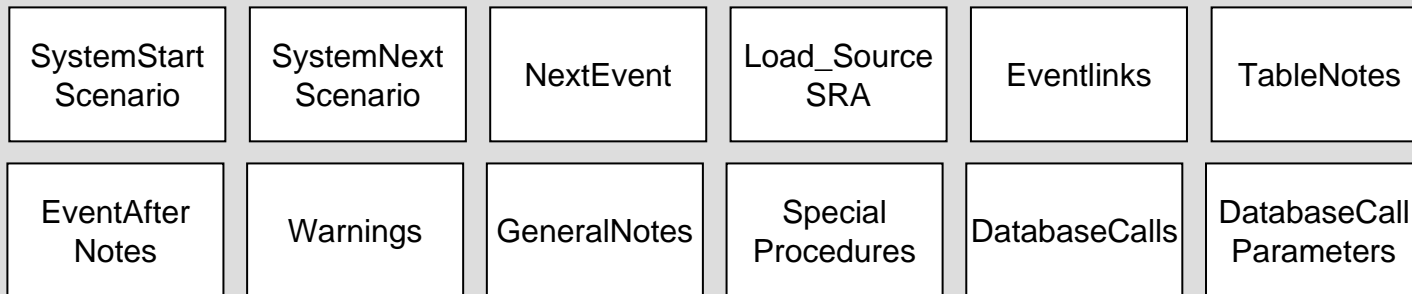 SystemStart
Scenario
SystemNext
Scenario
NextEvent
Load_Source
SRA
Eventlinks
TableNotes
EventAfter
Notes
Warnings
GeneralNotes
Special
Procedures
DatabaseCalls
DatabaseCall
Parameters